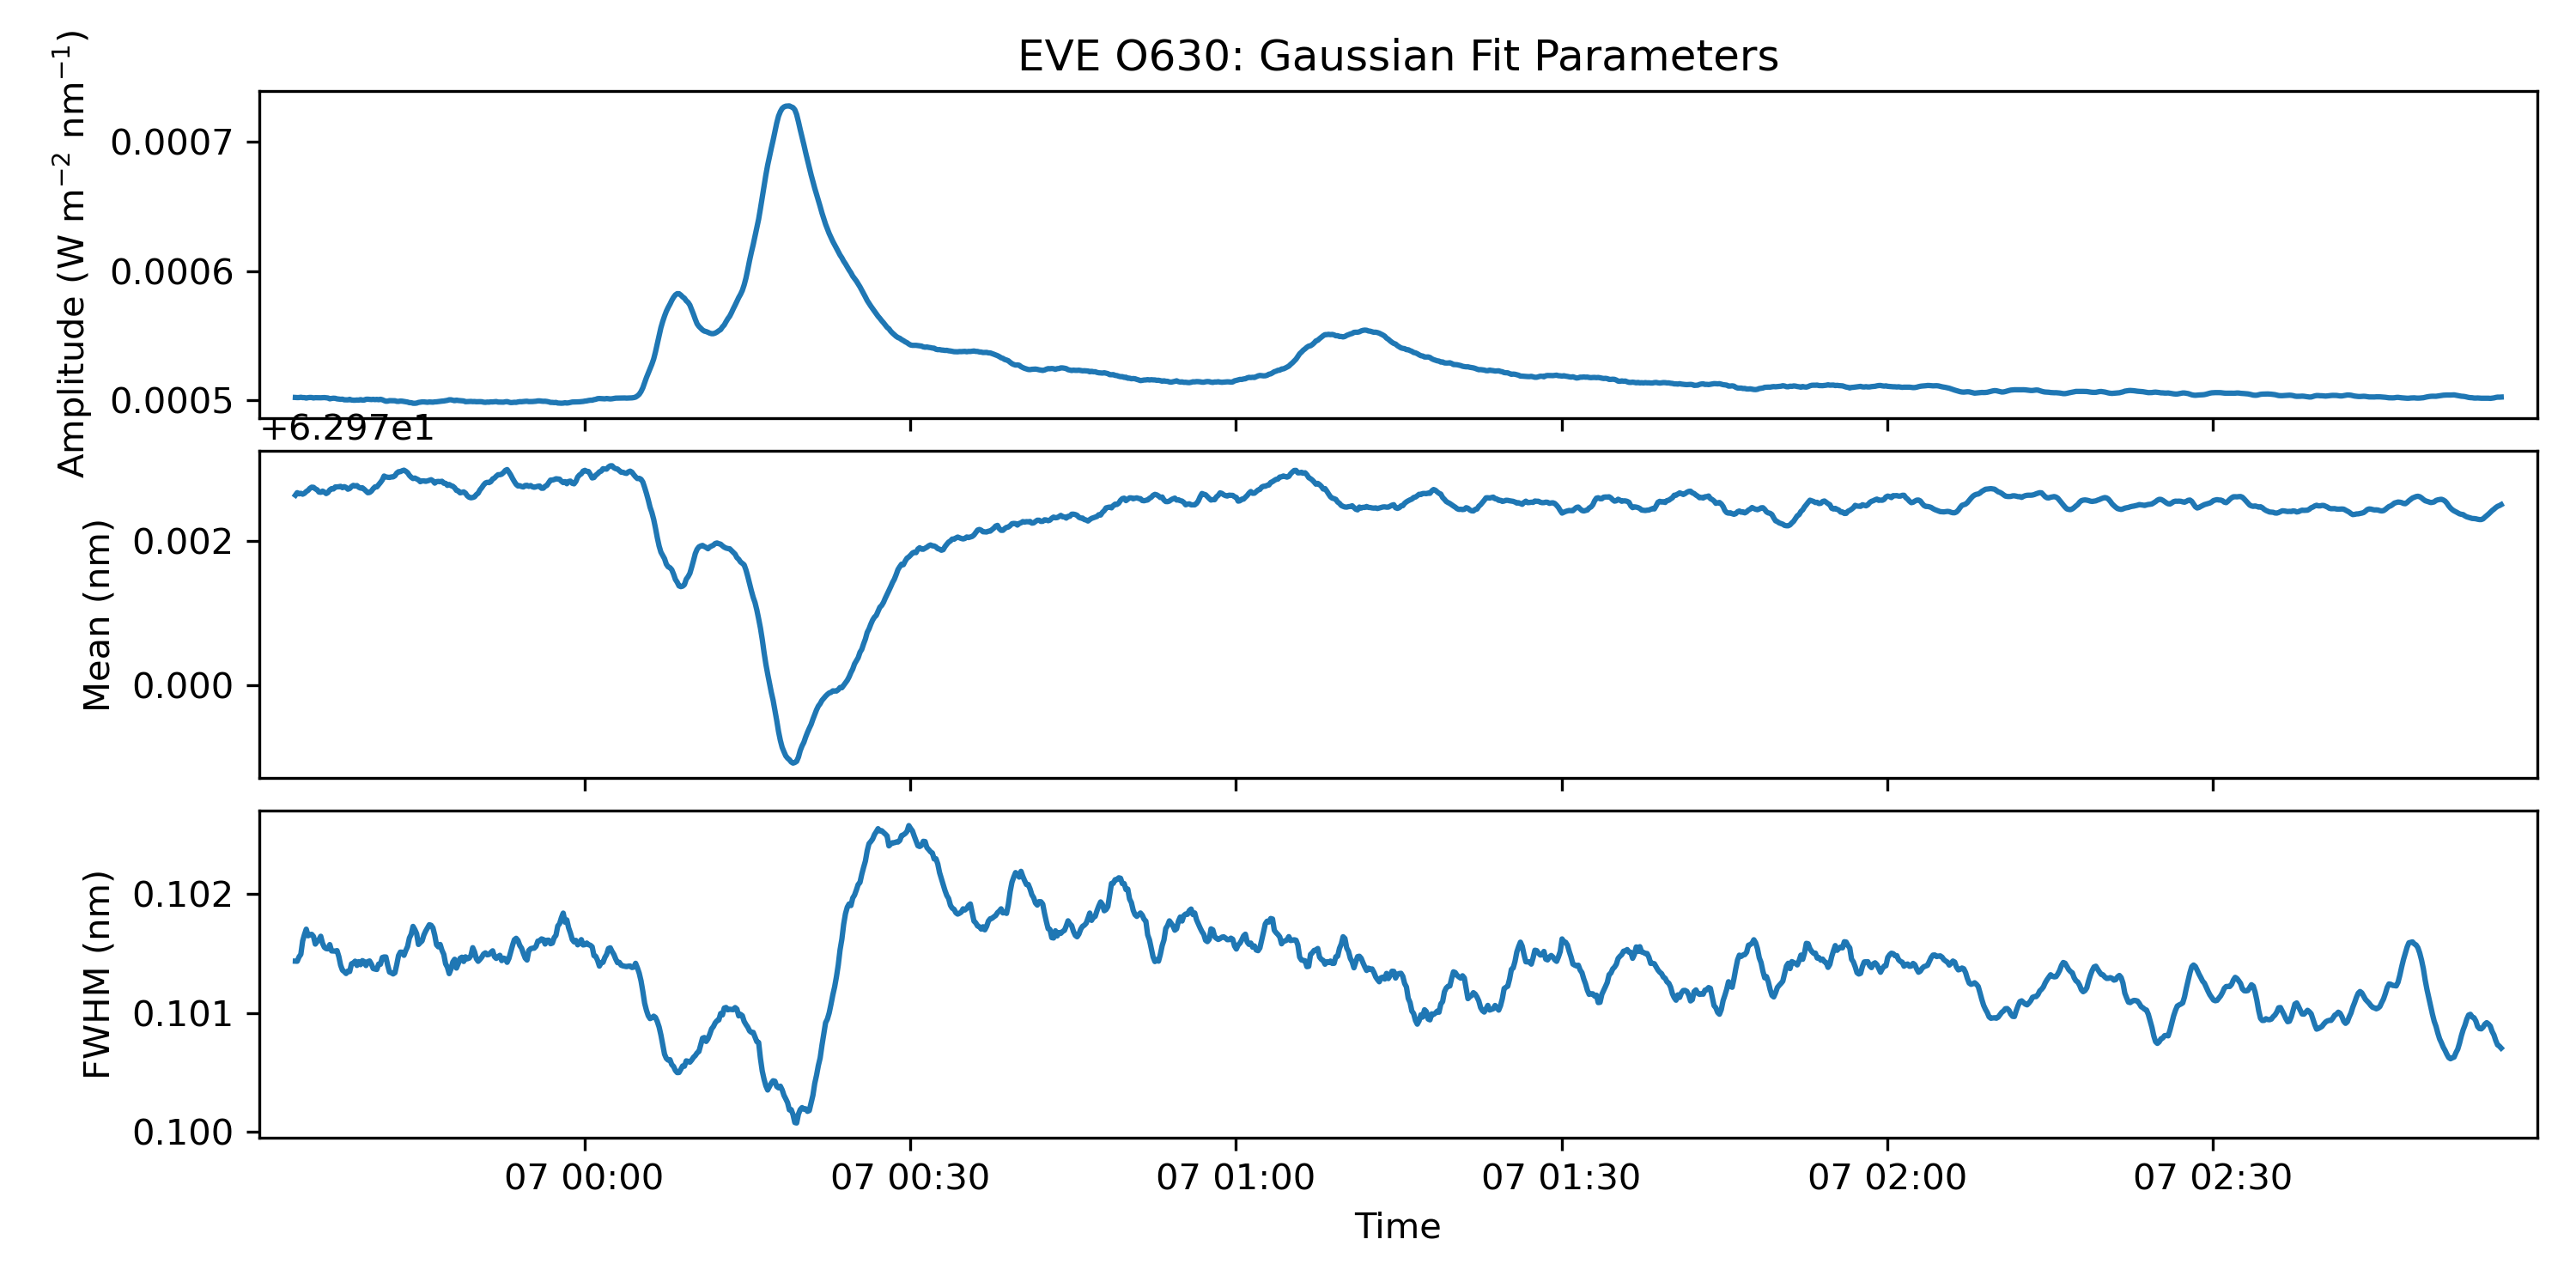 EVE O630: Gaussian Fit Parameters
Amplitude (W m⁻² nm⁻¹)
0.0007
0.0006
0.0005
+6.297e1
Mean (nm)
0.002
0.000
FWHM (nm)
0.102
0.101
0.100
07 00:00 07 00:30 07 01:00 07 01:30 07 02:00 07 02:30
Time